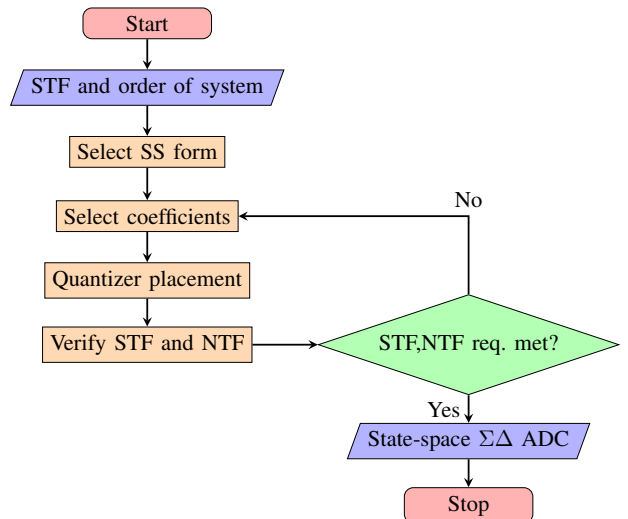 Start
STF and order of system
Select SS form
Select coefficients
Quantizer placement
Verify STF and NTF
No
STF,NTF req. met?
Yes
State-space ΣΔ ADC
Stop